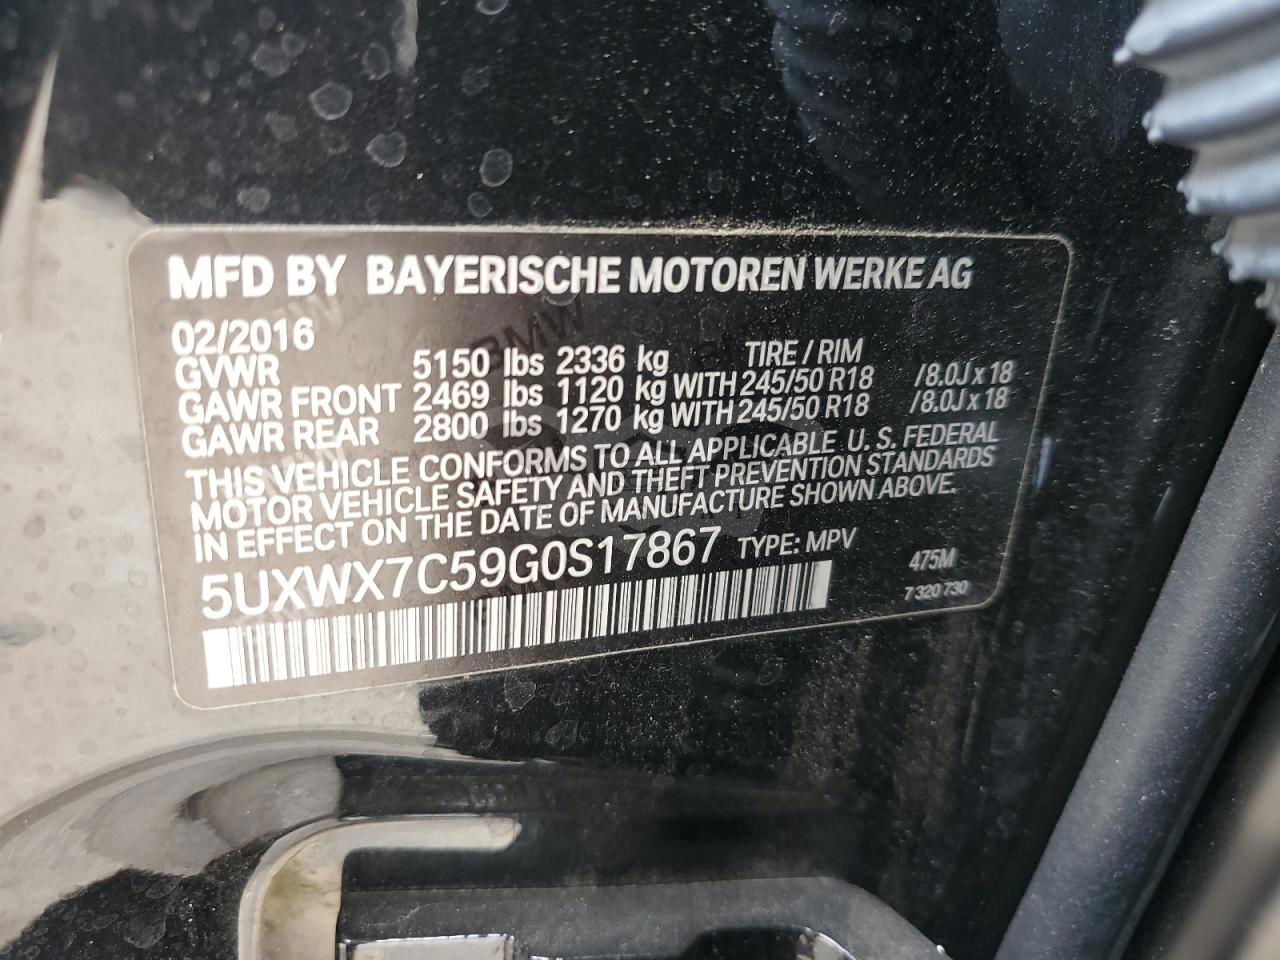 MFD BY BAYERISCHE MOTOREN WERKE AG
02/2016
GVWR 5150 lbs 2336 kg TIRE / RIM
GAWR FRONT 2469 lbs 1120 kg WITH 245/50 R18 /8.0J x 18
GAWR REAR 2800 lbs 1270 kg WITH 245/50 R18 /8.0J x 18
THIS VEHICLE CONFORMS TO ALL APPLICABLE U. S. FEDERAL
MOTOR VEHICLE SAFETY AND THEFT PREVENTION STANDARDS
IN EFFECT ON THE DATE OF MANUFACTURE SHOWN ABOVE.
5UXWX7C59G0S17867 TYPE: MPV 475M
7 320 730
BMW